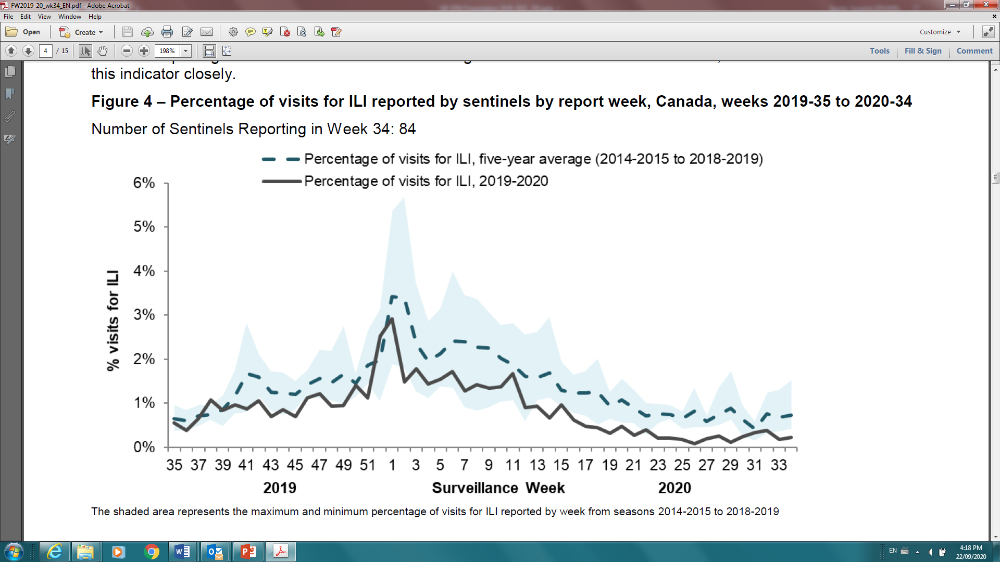 FW2019-20_wk34_EN.pdf - Adobe Acrobat
File Edit View Window Help
Open Create Customize
4 / 15 198% Tools Fill & Sign Comment
this indicator closely.
Figure 4 – Percentage of visits for ILI reported by sentinels by report week, Canada, weeks 2019-35 to 2020-34
Number of Sentinels Reporting in Week 34: 84
Percentage of visits for ILI, five-year average (2014-2015 to 2018-2019)
Percentage of visits for ILI, 2019-2020
6%
5%
4%
3%
2%
1%
0%
% visits for ILI
35 37 39 41 43 45 47 49 51 1 3 5 7 9 11 13 15 17 19 21 23 25 27 29 31 33
2019 Surveillance Week 2020
The shaded area represents the maximum and minimum percentage of visits for ILI reported by week from seasons 2014-2015 to 2018-2019
EN
4:18 PM
22/09/2020